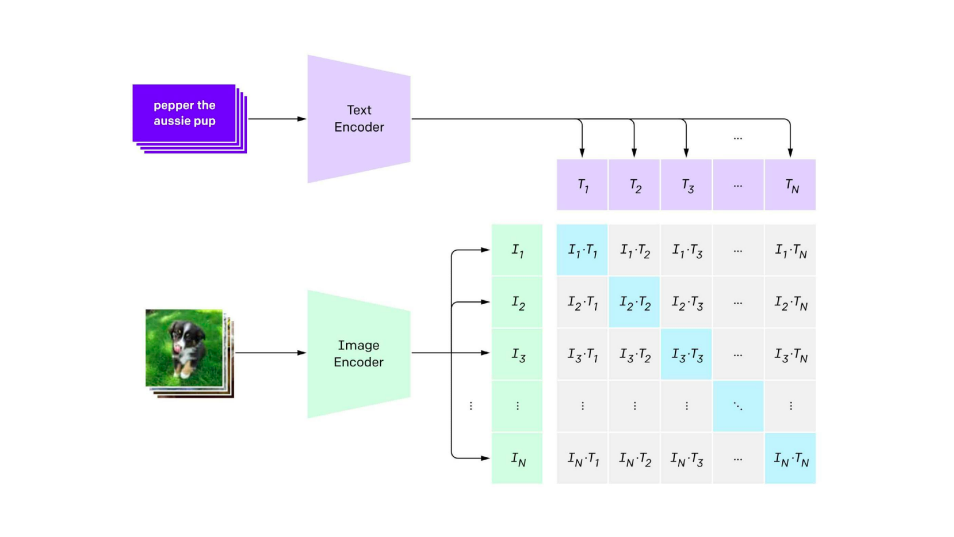 pepper the
aussie pup
Text
Encoder
...
T1 T2 T3 ... TN
I1 I1·T1 I1·T2 I1·T3 ... I1·TN
I2 I2·T1 I2·T2 I2·T3 ... I2·TN
Image
Encoder
I3 I3·T1 I3·T2 I3·T3 ... I3·TN
⋮ ⋮ ⋮ ⋮ ⋮ ⋱ ⋮
IN IN·T1 IN·T2 IN·T3 ... IN·TN